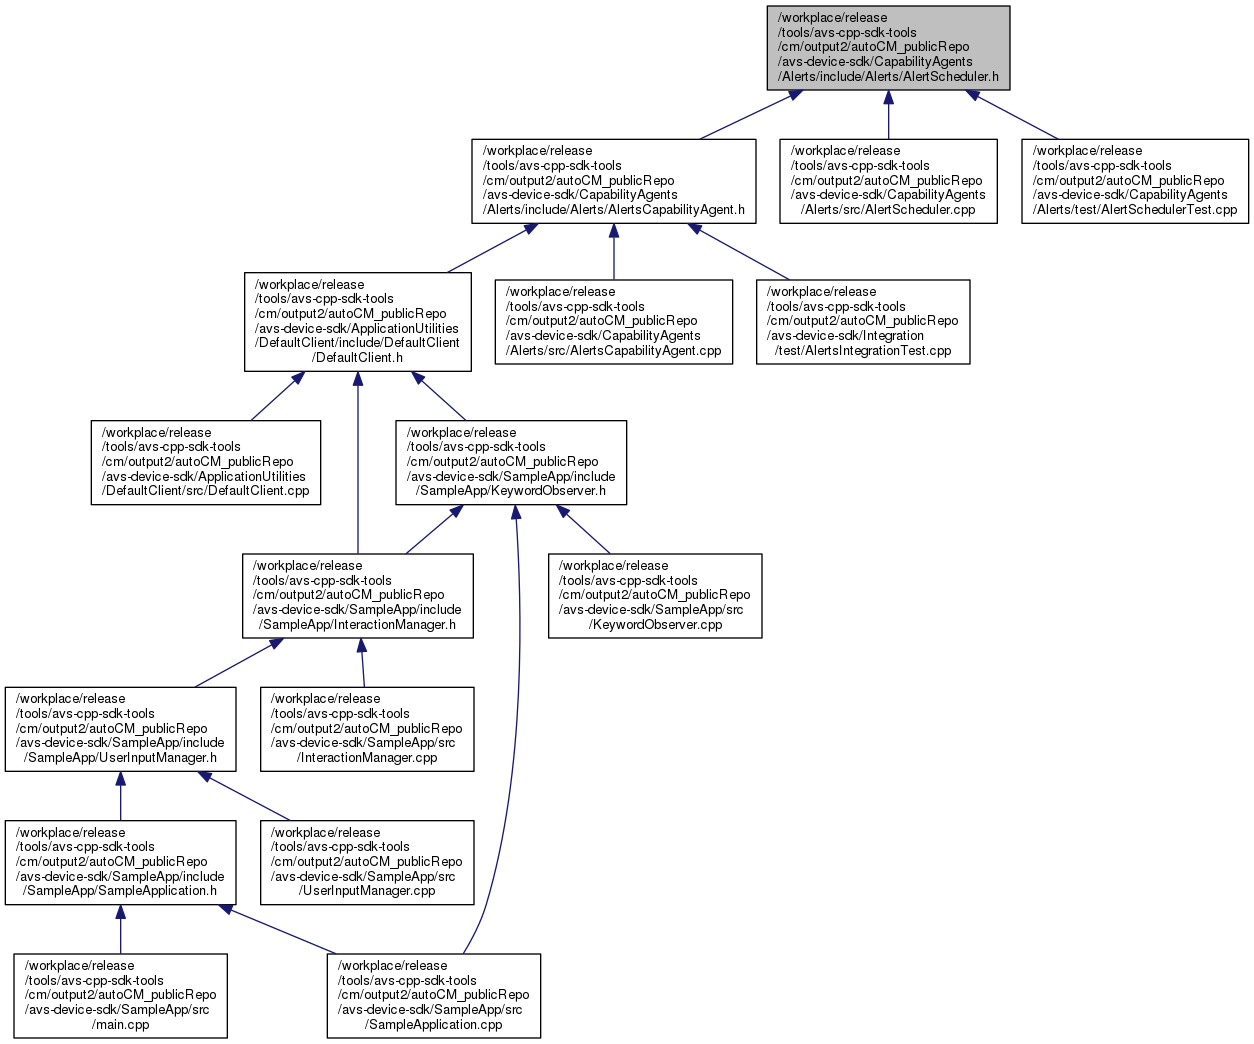 /workplace/release
/tools/avs-cpp-sdk-tools
/cm/output2/autoCM_publicRepo
/avs-device-sdk/CapabilityAgents
/Alerts/include/Alerts/AlertScheduler.h
/workplace/release
/tools/avs-cpp-sdk-tools
/cm/output2/autoCM_publicRepo
/avs-device-sdk/CapabilityAgents
/Alerts/include/Alerts/AlertsCapabilityAgent.h
/workplace/release
/tools/avs-cpp-sdk-tools
/cm/output2/autoCM_publicRepo
/avs-device-sdk/CapabilityAgents
/Alerts/src/AlertScheduler.cpp
/workplace/release
/tools/avs-cpp-sdk-tools
/cm/output2/autoCM_publicRepo
/avs-device-sdk/CapabilityAgents
/Alerts/test/AlertSchedulerTest.cpp
/workplace/release
/tools/avs-cpp-sdk-tools
/cm/output2/autoCM_publicRepo
/avs-device-sdk/ApplicationUtilities
/DefaultClient/include/DefaultClient
/DefaultClient.h
/workplace/release
/tools/avs-cpp-sdk-tools
/cm/output2/autoCM_publicRepo
/avs-device-sdk/CapabilityAgents
/Alerts/src/AlertsCapabilityAgent.cpp
/workplace/release
/tools/avs-cpp-sdk-tools
/cm/output2/autoCM_publicRepo
/avs-device-sdk/Integration
/test/AlertsIntegrationTest.cpp
/workplace/release
/tools/avs-cpp-sdk-tools
/cm/output2/autoCM_publicRepo
/avs-device-sdk/ApplicationUtilities
/DefaultClient/src/DefaultClient.cpp
/workplace/release
/tools/avs-cpp-sdk-tools
/cm/output2/autoCM_publicRepo
/avs-device-sdk/SampleApp/include
/SampleApp/KeywordObserver.h
/workplace/release
/tools/avs-cpp-sdk-tools
/cm/output2/autoCM_publicRepo
/avs-device-sdk/SampleApp/include
/SampleApp/InteractionManager.h
/workplace/release
/tools/avs-cpp-sdk-tools
/cm/output2/autoCM_publicRepo
/avs-device-sdk/SampleApp/src
/KeywordObserver.cpp
/workplace/release
/tools/avs-cpp-sdk-tools
/cm/output2/autoCM_publicRepo
/avs-device-sdk/SampleApp/include
/SampleApp/UserInputManager.h
/workplace/release
/tools/avs-cpp-sdk-tools
/cm/output2/autoCM_publicRepo
/avs-device-sdk/SampleApp/src
/InteractionManager.cpp
/workplace/release
/tools/avs-cpp-sdk-tools
/cm/output2/autoCM_publicRepo
/avs-device-sdk/SampleApp/include
/SampleApp/SampleApplication.h
/workplace/release
/tools/avs-cpp-sdk-tools
/cm/output2/autoCM_publicRepo
/avs-device-sdk/SampleApp/src
/UserInputManager.cpp
/workplace/release
/tools/avs-cpp-sdk-tools
/cm/output2/autoCM_publicRepo
/avs-device-sdk/SampleApp/src
/main.cpp
/workplace/release
/tools/avs-cpp-sdk-tools
/cm/output2/autoCM_publicRepo
/avs-device-sdk/SampleApp/src
/SampleApplication.cpp